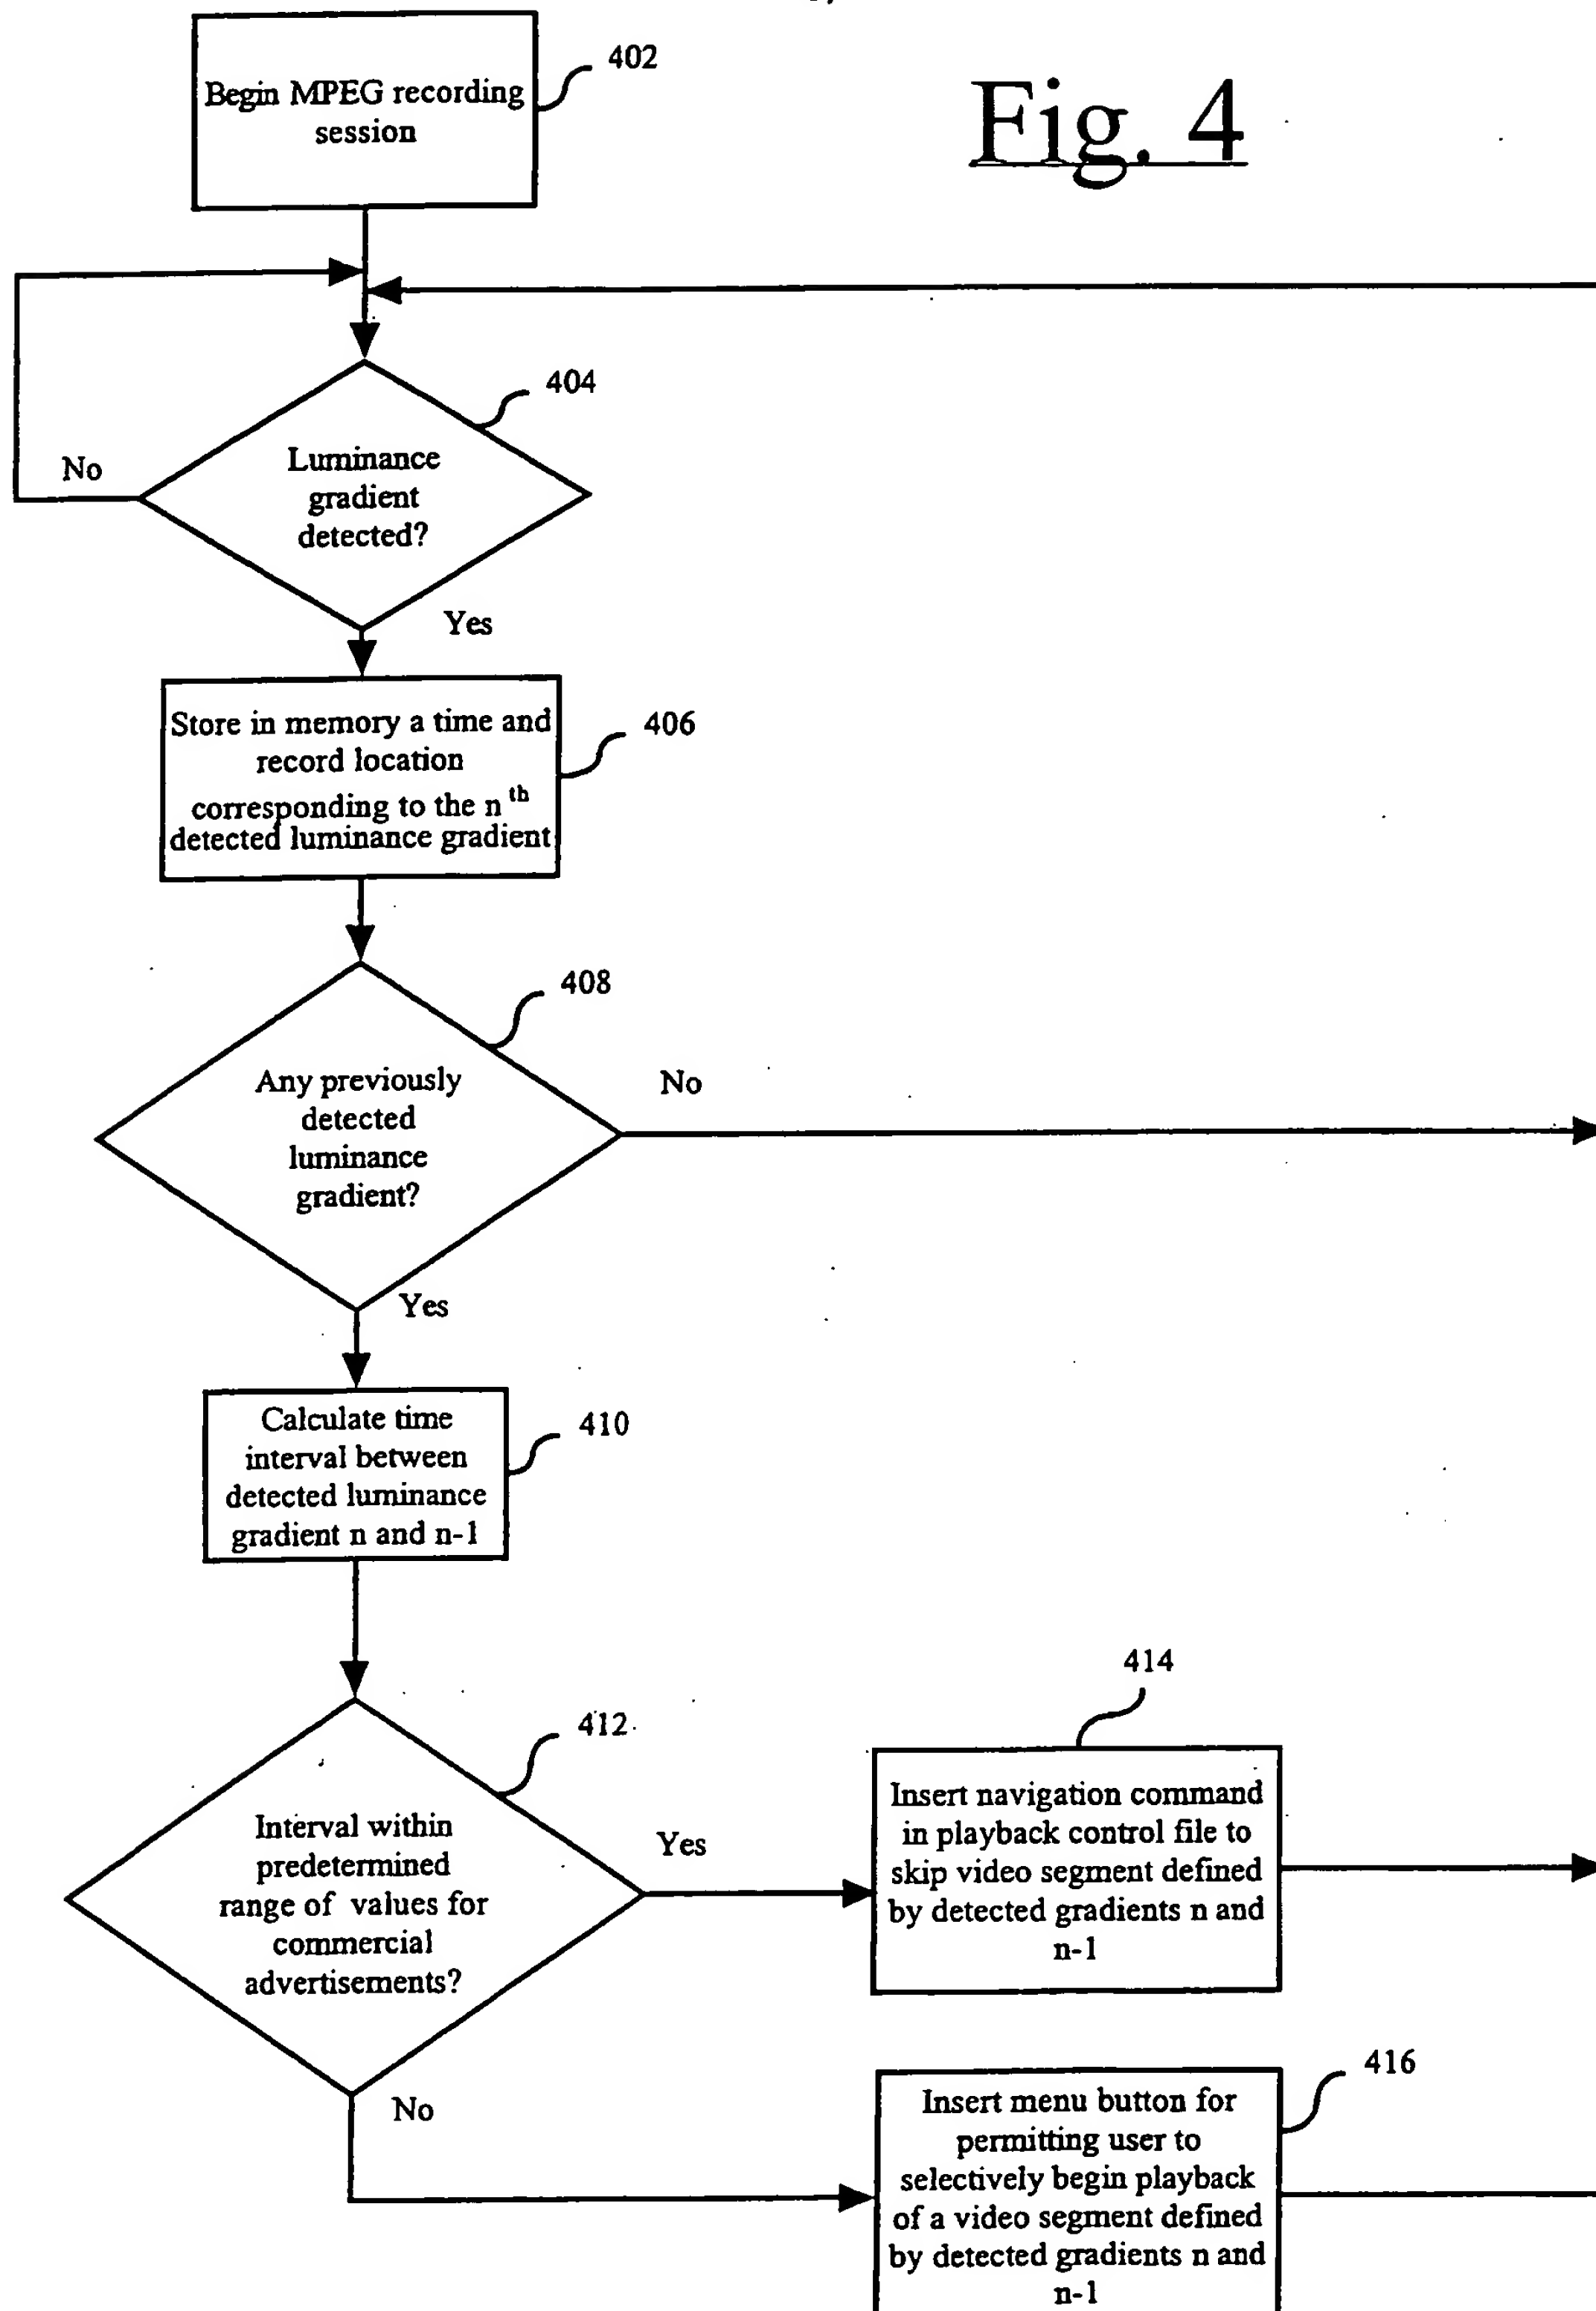 Fig. 4
402
Begin MPEG recording
session
404
Luminance
gradient
detected?
No
Yes
406
Store in memory a time and
record location
corresponding to the n th
detected luminance gradient
408
Any previously
detected
luminance
gradient?
No
Yes
410
Calculate time
interval between
detected luminance
gradient n and n-1
412
Interval within
predetermined
range of values for
commercial
advertisements?
Yes
No
414
Insert navigation command
in playback control file to
skip video segment defined
by detected gradients n and
n-1
416
Insert menu button for
permitting user to
selectively begin playback
of a video segment defined
by detected gradients n and
n-1